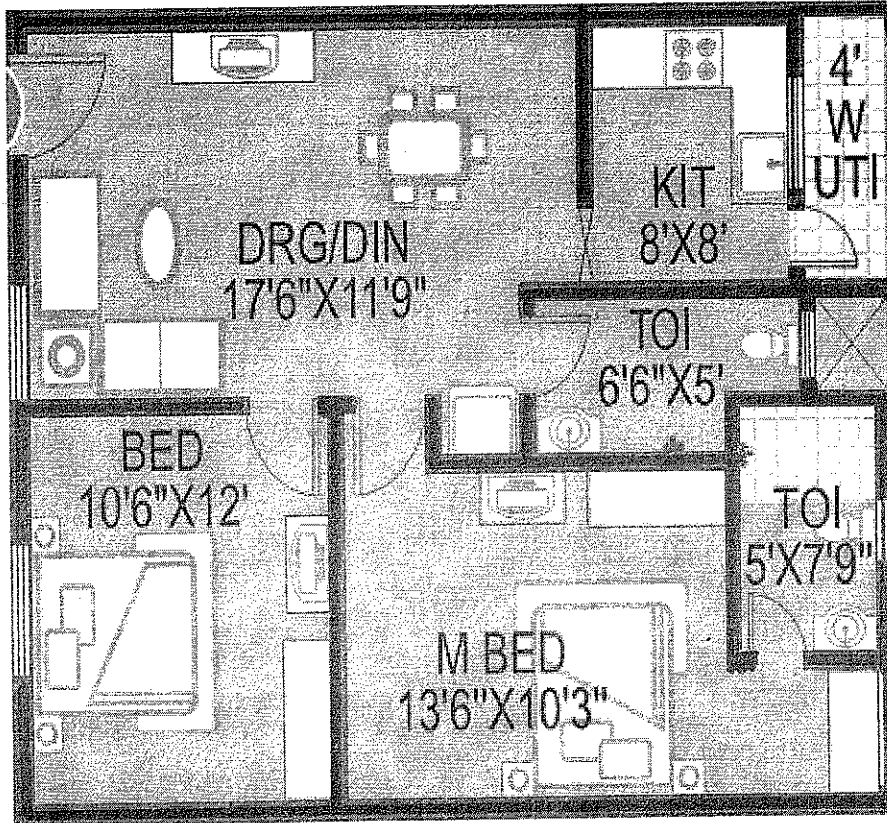 4'
W
UTI
KIT
8'X8'
DRG/DIN
17'6"X11'9"
TOI
6'6"X5'
BED
10'6"X12'
TOI
5'X7'9"
M BED
13'6"X10'3"